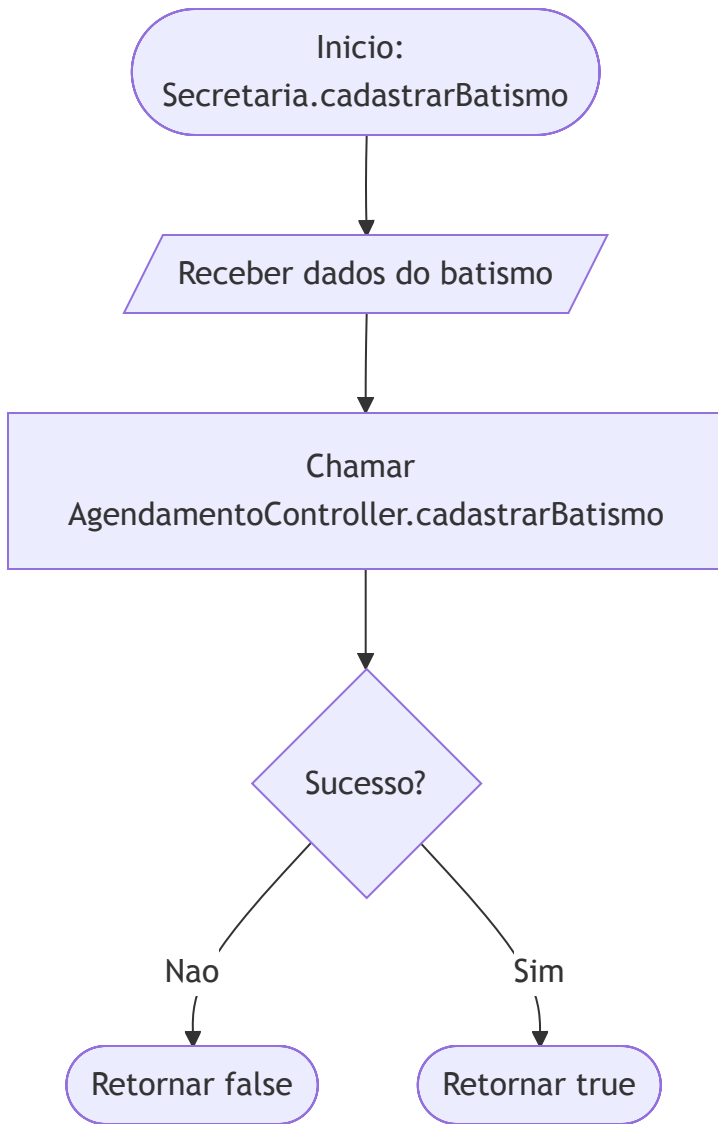 Inicio:
Secretaria.cadastrarBatismo
Receber dados do batismo
Chamar
AgendamentoController.cadastrarBatismo
Sucesso?
Nao
Sim
Retornar false
Retornar true